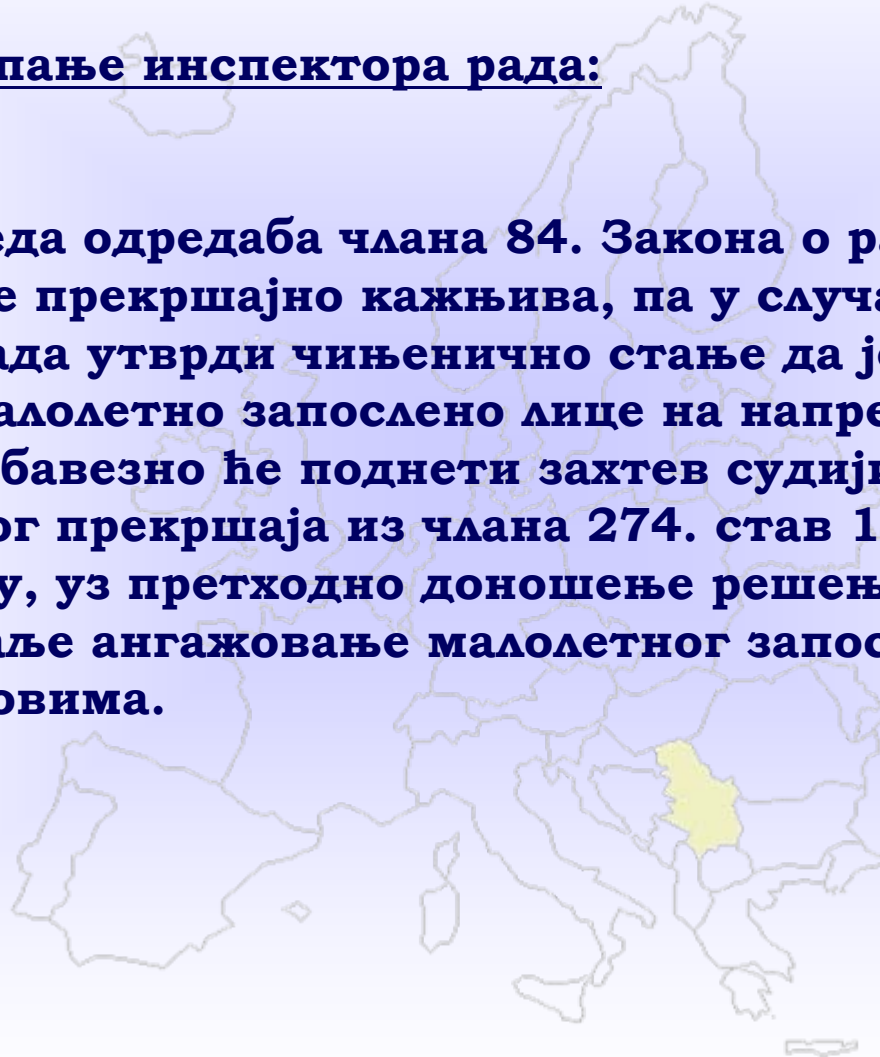 пање инспектора рада:
еда одредаба члана 84. Закона о ра
е прекршајно кажњива, па у случа
ада утврди чињенично стање да је
алолетно запослено лице на напре
бавезно ће поднети захтев судији
ог прекршаја из члана 274. став 1
у, уз претходно доношење решењ
аље ангажовање малолетног запос
овима.